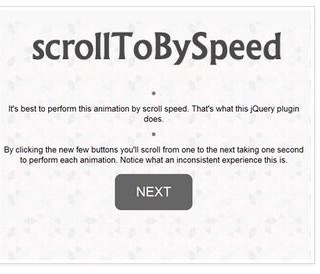 scrollToBySpeed
It's best to perform this animation by scroll speed. That's what this jQuery plugin
does.
By clicking the new few buttons you'll scroll from one to the next taking one second
to perform each animation. Notice what an inconsistent experience this is.
NEXT